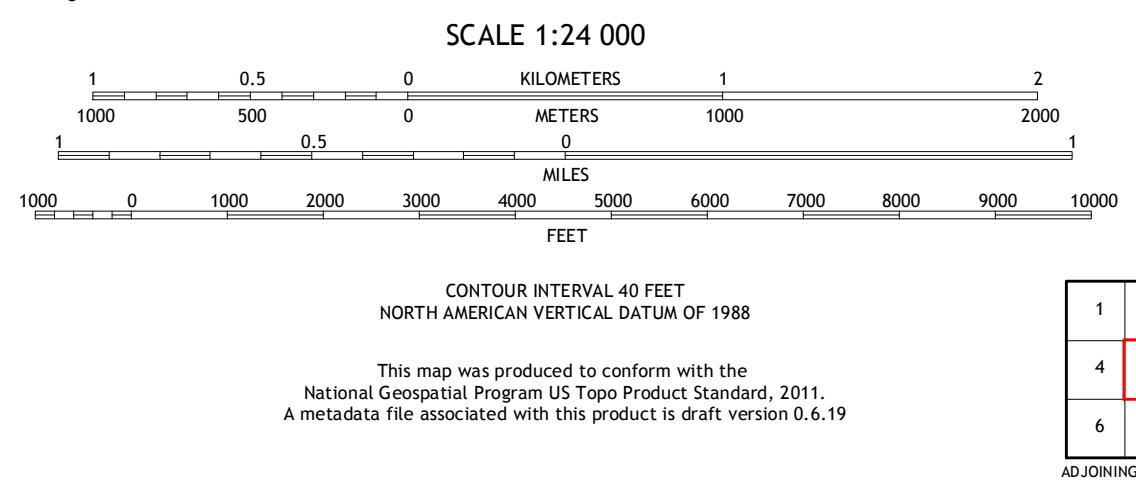 SCALE 1:24 000
1 0.5 0 KILOMETERS 1 2
1000 500 0 METERS 1000 2000
1 0.5 0 1
MILES
1000 0 1000 2000 3000 4000 5000 6000 7000 8000 9000 10000
FEET
CONTOUR INTERVAL 40 FEET
NORTH AMERICAN VERTICAL DATUM OF 1988
This map was produced to conform with the
National Geospatial Program US Topo Product Standard, 2011.
A metadata file associated with this product is draft version 0.6.19
1
4
6
ADJOINING